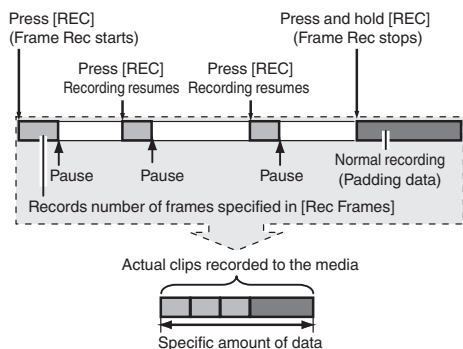 Press [REC]
(Frame Rec starts)
Press and hold [REC]
(Frame Rec stops)
Press [REC]
Recording resumes
Press [REC]
Recording resumes
Pause
Pause
Pause
Normal recording
(Padding data)
Records number of frames specified in [Rec Frames]
Actual clips recorded to the media
Specific amount of data